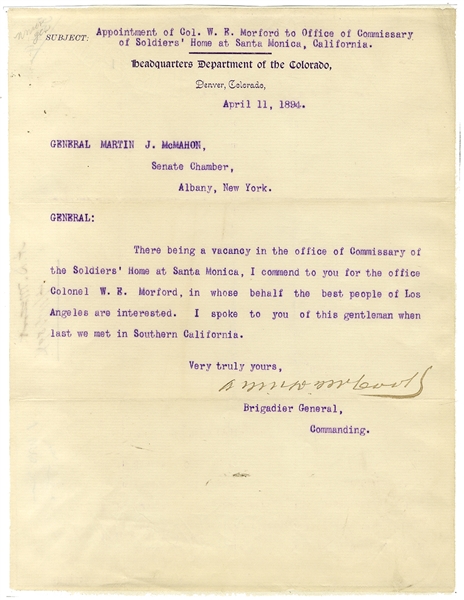 SUBJECT: Appointment of Col. W. E. Morford to Office of Commissary
of Soldiers' Home at Santa Monica, California.
Headquarters Department of the Colorado,
Denver, Colorado,
April 11, 1894.
GENERAL MARTIN J. McMAHON,
Senate Chamber,
Albany, New York.
GENERAL:
There being a vacancy in the office of Commissary of
the Soldiers' Home at Santa Monica, I commend to you for the office
Colonel W. E. Morford, in whose behalf the best people of Los
Angeles are interested. I spoke to you of this gentleman when
last we met in Southern California.
Very truly yours,
Brigadier General,
Commanding.